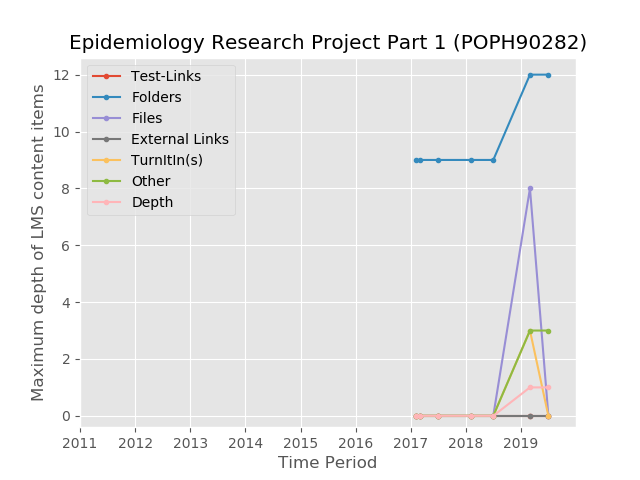 Epidemiology Research Project Part 1 (POPH90282)
Maximum depth of LMS content items
12
10
8
6
4
2
0
Test-Links
Folders
Files
External Links
TurnItIn(s)
Other
Depth
2011 2012 2013 2014 2015 2016 2017 2018 2019
Time Period